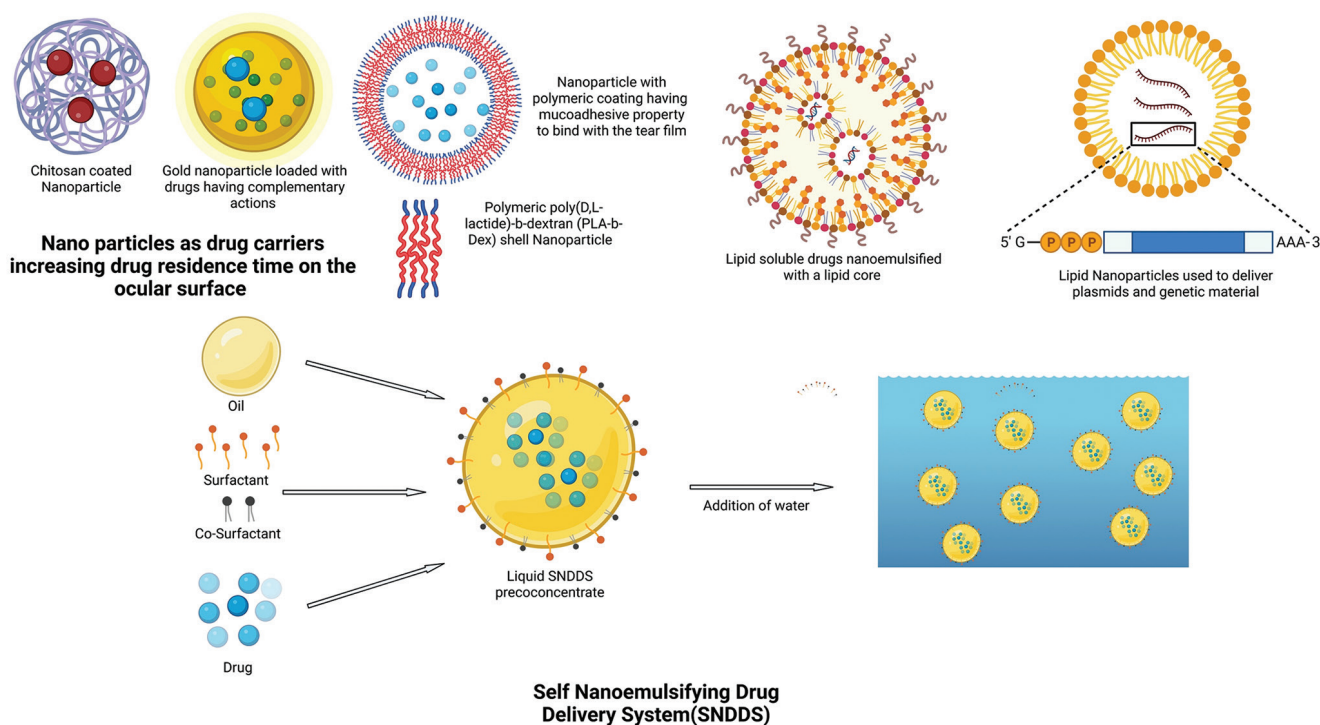 Chitosan coated
Nanoparticle
Gold nanoparticle loaded with
drugs having complementary
actions
Nanoparticle with
polymeric coating having
mucoadhesive property
to bind with the tear film
Polymeric poly(D,L-
lactide)-b-dextran (PLA-b-
Dex) shell Nanoparticle
Nano particles as drug carriers
increasing drug residence time on the
ocular surface
Lipid soluble drugs nanoemulsified
with a lipid core
5' G
P P P
AAA- 3
Lipid Nanoparticles used to deliver
plasmids and genetic material
Oil
Surfactant
Co-Surfactant
Drug
Liquid SNDDS
precoconcentrate
Addition of water
Self Nanoemulsifying Drug
Delivery System(SNDDS)